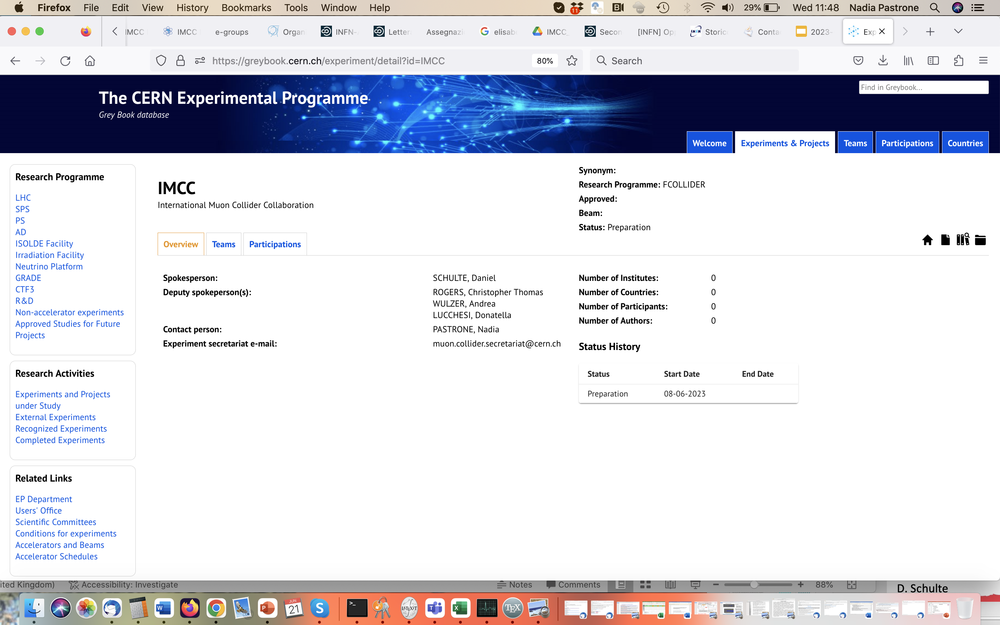 Firefox File Edit View History Bookmarks Tools Window Help 11 29% Wed 11:48 Nadia Pastrone
IMCC IMCC e-groups Organ INFN- Letter Assegnazi elisab IMCC_ Secon [INFN] Op Storic Conta 2023- Exp
https://greybook.cern.ch/experiment/detail?id=IMCC 80% Search
The CERN Experimental Programme
Grey Book database
Find in Greybook...
Welcome Experiments & Projects Teams Participations Countries
Research Programme
LHC
SPS
PS
AD
ISOLDE Facility
Irradiation Facility
Neutrino Platform
GRADE
CTF3
R&D
Non-accelerator experiments
Approved Studies for Future
Projects
Research Activities
Experiments and Projects
under Study
External Experiments
Recognized Experiments
Completed Experiments
Related Links
EP Department
Users' Office
Scientific Committees
Conditions for experiments
Accelerators and Beams
Accelerator Schedules
IMCC
International Muon Collider Collaboration
Synonym:
Research Programme: FCOLLIDER
Approved:
Beam:
Status: Preparation
Overview Teams Participations
Spokesperson: SCHULTE, Daniel
Deputy spokeperson(s): ROGERS, Christopher Thomas
WULZER, Andrea
LUCCHESI, Donatella
Contact person: PASTRONE, Nadia
Experiment secretariat e-mail: muon.collider.secretariat@cern.ch
Number of Institutes: 0
Number of Countries: 0
Number of Participants: 0
Number of Authors: 0
Status History
Status Start Date End Date
Preparation 08-06-2023
ited Kingdom) Accessibility: Investigate Notes Comments 88%
D. Schulte
JUN
21
LATEXiT
TEX